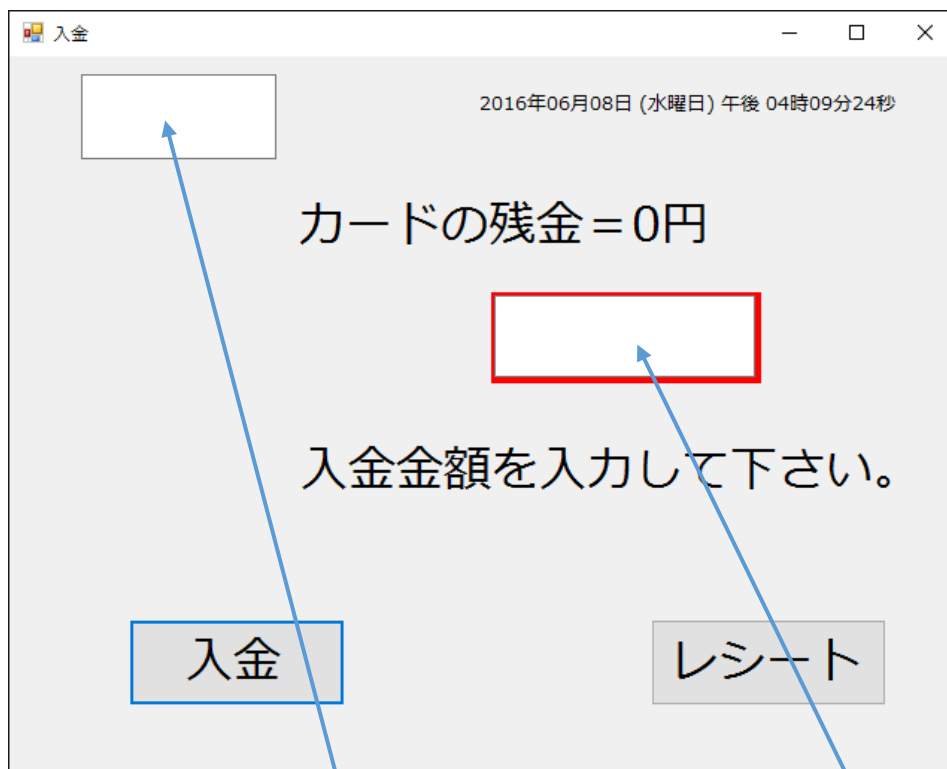 入金
2016年06月08日 (水曜日) 午後 04時09分24秒
カードの残金＝0円
入金金額を入力して下さい。
入金
レシート